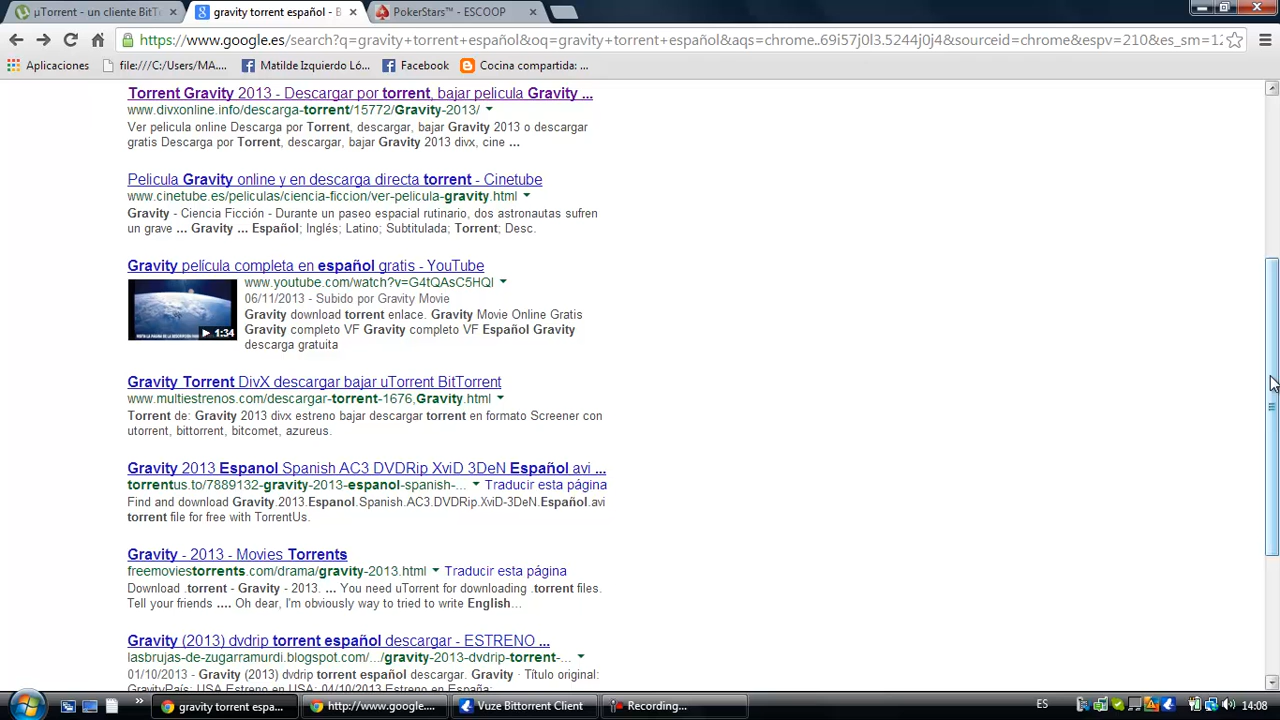 µTorrent - un cliente BitT
gravity torrent español - B
PokerStars™ - ESCOOP
https://www.google.es/search?q=gravity+torrent+español&oq=gravity+torrent+español&aqs=chrome..69i57j0l3.5244j0j4&sourceid=chrome&espv=210&es_sm=12
Aplicaciones
file:///C:/Users/MA...
Matilde Izquierdo Ló...
Facebook
Cocina compartida: ...
Torrent Gravity 2013 - Descargar por torrent, bajar pelicula Gravity ...
www.divxonline.info/descarga-torrent/15772/Gravity-2013/
Ver pelicula online Descarga por Torrent, descargar, bajar Gravity 2013 o descargar
gratis Descarga por Torrent, descargar, bajar Gravity 2013 divx, cine ...
Pelicula Gravity online y en descarga directa torrent - Cinetube
www.cinetube.es/peliculas/ciencia-ficcion/ver-pelicula-gravity.html
Gravity - Ciencia Ficción - Durante un paseo espacial rutinario, dos astronautas sufren
un grave ... Gravity ... Español; Inglés; Latino; Subtitulada; Torrent; Desc.
Gravity película completa en español gratis - YouTube
www.youtube.com/watch?v=G4tQAsC5HQI
06/11/2013 - Subido por Gravity Movie
Gravity download torrent enlace. Gravity Movie Online Gratis
Gravity completo VF Gravity completo VF Español Gravity
descarga gratuita
1:34
Gravity Torrent DivX descargar bajar uTorrent BitTorrent
www.multiestrenos.com/descargar-torrent-1676,Gravity.html
Torrent de: Gravity 2013 divx estreno bajar descargar torrent en formato Screener con
utorrent, bittorrent, bitcomet, azureus.
Gravity 2013 Espanol Spanish AC3 DVDRip XviD 3DeN Español avi ...
torrentus.to/7889132-gravity-2013-espanol-spanish-...
Traducir esta página
Find and download Gravity.2013.Espanol.Spanish.AC3.DVDRip.XviD-3DeN.Español.avi
torrent file for free with TorrentUs.
Gravity - 2013 - Movies Torrents
freemoviestorrents.com/drama/gravity-2013.html
Traducir esta página
Download .torrent - Gravity - 2013. ... You need uTorrent for downloading .torrent files.
Tell your friends .... Oh dear, I'm obviously way to tried to write English...
Gravity (2013) dvdrip torrent español descargar - ESTRENO ...
lasbrujas-de-zugarramurdi.blogspot.com/.../gravity-2013-dvdrip-torrent-...
01/10/2013 - Gravity (2013) dvdrip torrent español descargar. Gravity · Título original:
GravityPaís: USA Estreno en USA: 04/10/2013 Estreno en España:
gravity torrent espa...
http://www.google....
Vuze Bittorrent Client
Recording...
ES
14:08